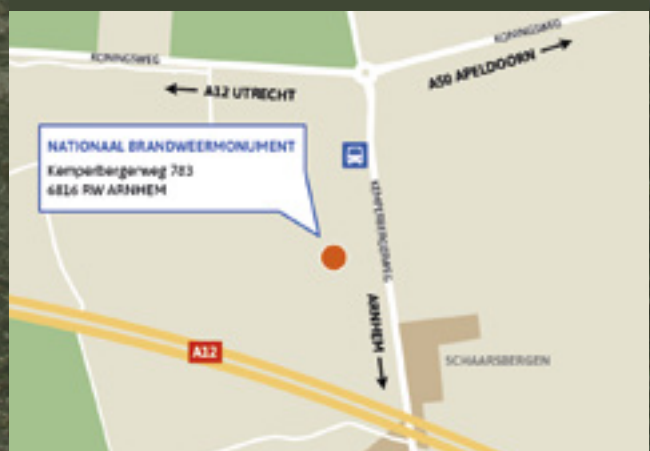 KONINGSWEG
KONINGSWEG
A50 APELDOORN
A12 UTRECHT
NATIONAAL BRANDWEERMONUMENT
Kemperbergerweg 783
6816 RW ARNHEM
KEMPERBERGERWEG
ARNHEM
A12
SCHAARSBERGEN